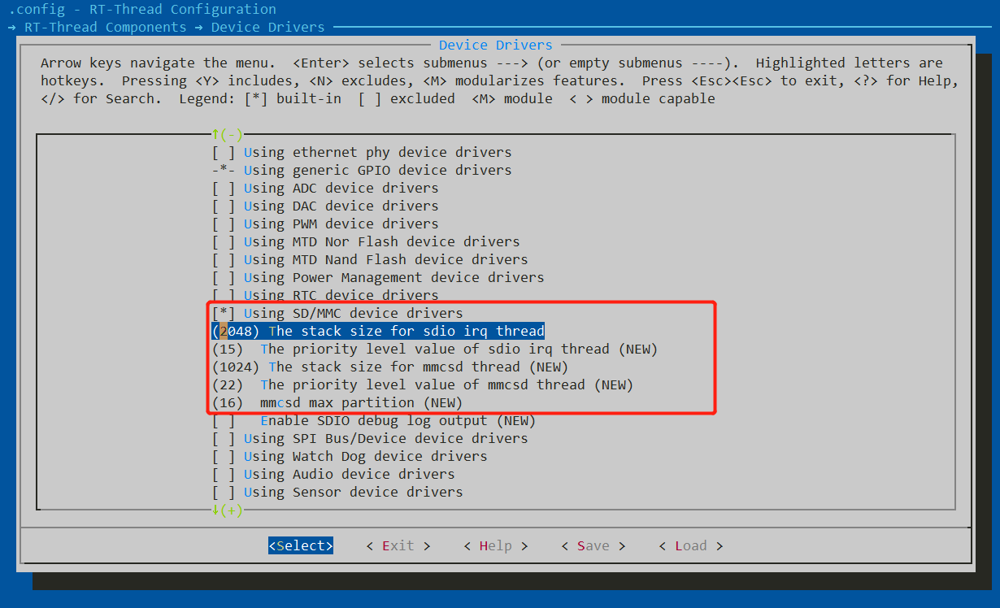 .config - RT-Thread Configuration
→ RT-Thread Components → Device Drivers
Device Drivers
Arrow keys navigate the menu.  <Enter> selects submenus ---> (or empty submenus ----).  Highlighted letters are
hotkeys.  Pressing <Y> includes, <N> excludes, <M> modularizes features.  Press <Esc><Esc> to exit, <?> for Help,
</> for Search.  Legend: [*] built-in  [ ] excluded  <M> module  < > module capable
↑(-)
[ ] Using ethernet phy device drivers
-*- Using generic GPIO device drivers
[ ] Using ADC device drivers
[ ] Using DAC device drivers
[ ] Using PWM device drivers
[ ] Using MTD Nor Flash device drivers
[ ] Using MTD Nand Flash device drivers
[ ] Using Power Management device drivers
[ ] Using RTC device drivers
[*] Using SD/MMC device drivers
(2048) The stack size for sdio irq thread
(15)  The priority level value of sdio irq thread (NEW)
(1024) The stack size for mmcsd thread (NEW)
(22)  The priority level value of mmcsd thread (NEW)
(16)  mmcsd max partition (NEW)
[ ]   Enable SDIO debug log output (NEW)
[ ] Using SPI Bus/Device device drivers
[ ] Using Watch Dog device drivers
[ ] Using Audio device drivers
[ ] Using Sensor device drivers
↓(+)
<Select>    < Exit >    < Help >    < Save >    < Load >